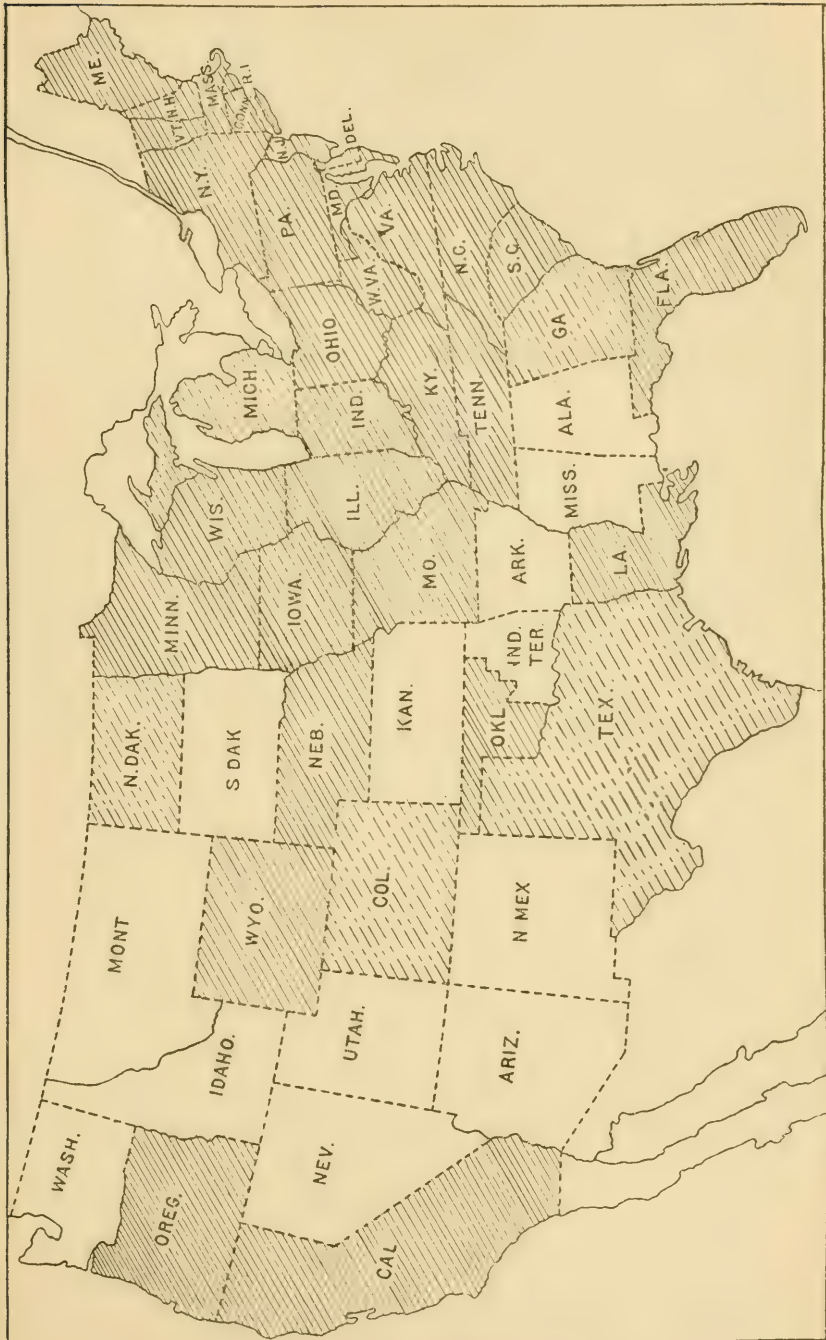 WASH.
OREG.
CAL
NEV.
IDAHO.
MONT
WYO.
UTAH.
ARIZ.
COL.
N MEX
N.DAK.
S DAK
NEB.
KAN.
OKL
IND.
TER.
TEX.
MINN.
IOWA.
MO.
ARK.
LA.
WIS.
ILL.
MICH.
IND.
OHIO
KY.
TENN.
MISS.
ALA.
GA
FLA.
S.C.
N.C.
VA.
W.VA.
MD.
DEL.
PA.
N.J.
N.Y.
CONN.
R.I
MASS.
VT.
N.H.
ME.